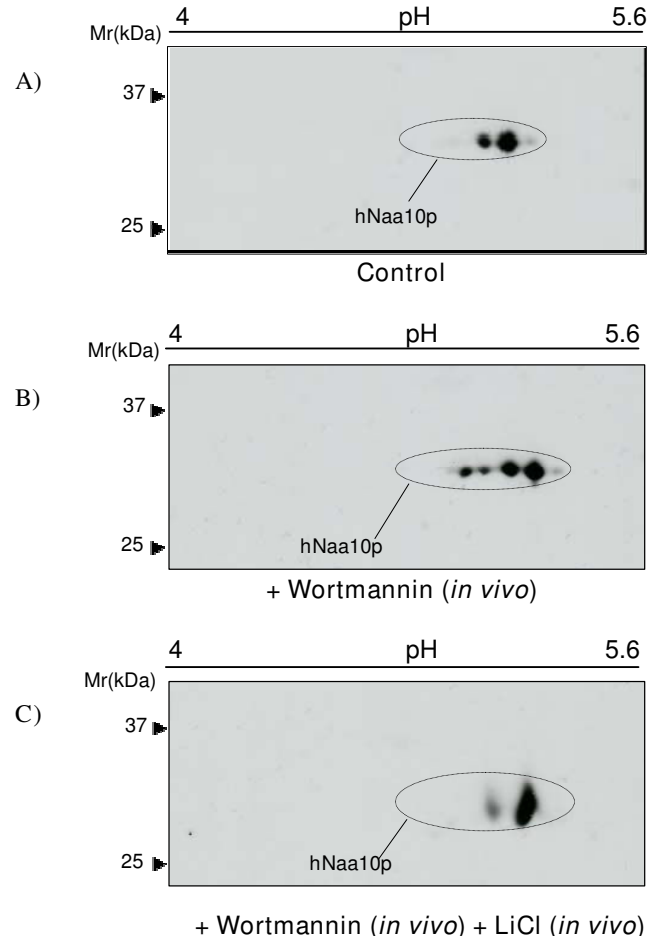 4 pH 5.6
Mr(kDa)
A)
37
hNaa10p
25
Control
4 pH 5.6
Mr(kDa)
B)
37
hNaa10p
25
+ Wortmannin (in vivo)
4 pH 5.6
Mr(kDa)
C)
37
hNaa10p
25
+ Wortmannin (in vivo) + LiCl (in vivo)